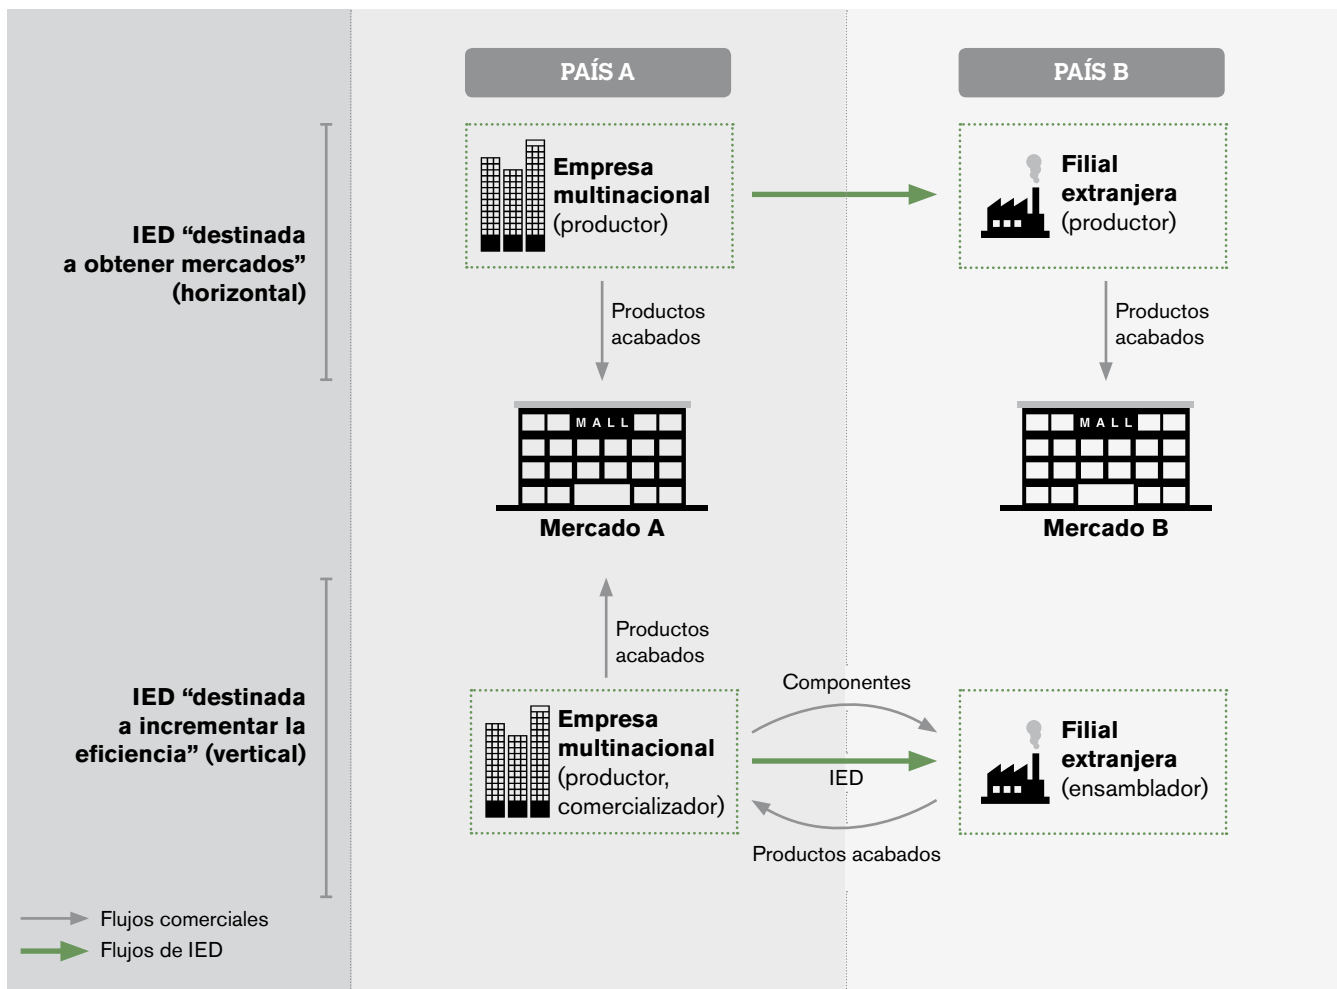 PAÍS A
PAÍS B
IED “destinada
a obtener mercados”
(horizontal)
Empresa
multinacional
(productor)
Filial
extranjera
(productor)
Productos
acabados
Productos
acabados
MALL
Mercado A
MALL
Mercado B
Productos
acabados
IED “destinada
a incrementar la
eficiencia” (vertical)
Empresa
multinacional
(productor,
comercializador)
Componentes
IED
Productos acabados
Filial
extranjera
(ensamblador)
Flujos comerciales
Flujos de IED